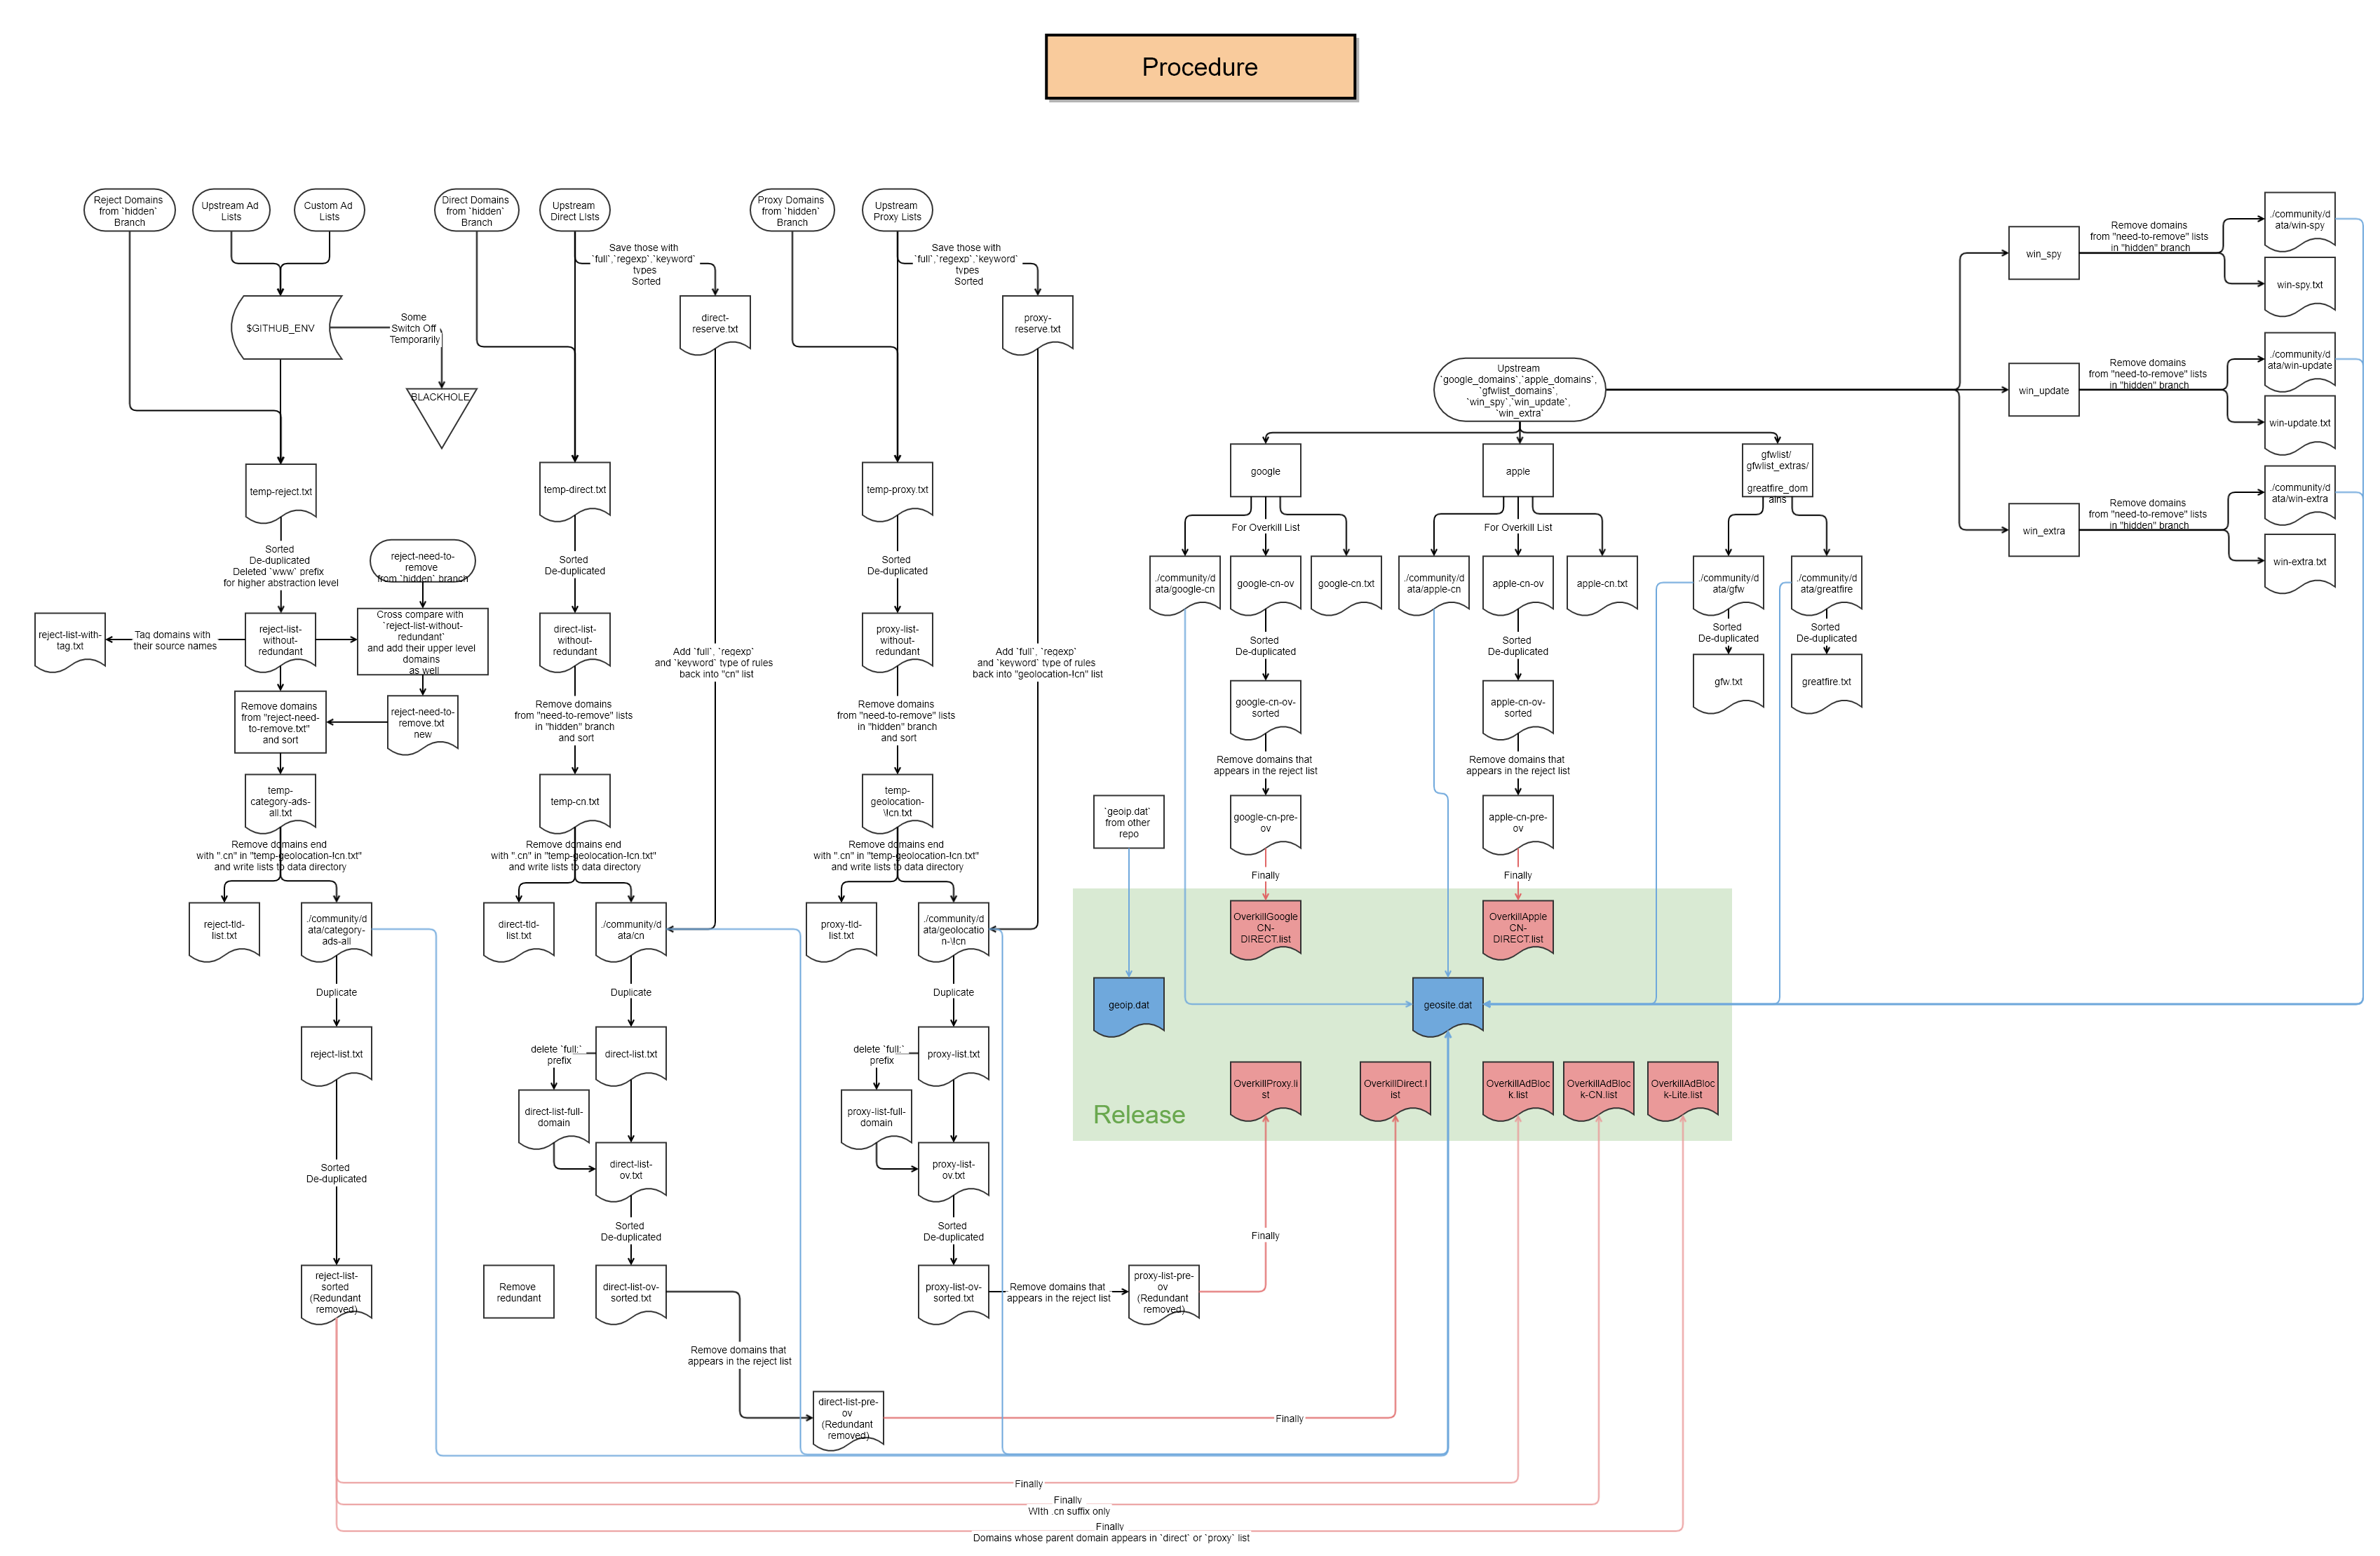 Procedure
Reject Domains
from `hidden`
Branch
Upstream Ad
Lists
Custom Ad
Lists
Direct Domains
from `hidden`
Branch
Upstream
Direct LIsts
Proxy Domains
from `hidden`
Branch
Upstream
Proxy Lists
Save those with
`full`,`regexp`,`keyword`
types
Sorted
Save those with
`full`,`regexp`,`keyword`
types
Sorted
$GITHUB_ENV
Some
Switch Off
Temporarily
BLACKHOLE
direct-
reserve.txt
proxy-
reserve.txt
Upstream
`google_domains`,`apple_domains`,
`gfwlist_domains`,
`win_spy`,`win_update`,
`win_extra`
win_spy
Remove domains
from "need-to-remove" lists
in "hidden" branch
./community/d
ata/win-spy
win-spy.txt
win_update
Remove domains
from "need-to-remove" lists
in "hidden" branch
./community/d
ata/win-update
win-update.txt
win_extra
Remove domains
from "need-to-remove" lists
in "hidden" branch
./community/d
ata/win-extra
win-extra.txt
google
apple
gfwlist/
gfwlist_extras/
greatfire_dom
ains
temp-reject.txt
temp-direct.txt
temp-proxy.txt
For Overkill List
For Overkill List
Sorted
De-duplicated
Deleted `www` prefix
for higher abstraction level
reject-need-to-
remove
from `hidden` branch
Sorted
De-duplicated
Sorted
De-duplicated
./community/d
ata/google-cn
google-cn-ov
google-cn.txt
./community/d
ata/apple-cn
apple-cn-ov
apple-cn.txt
./community/d
ata/gfw
./community/d
ata/greatfire
reject-list-with-
tag.txt
Tag domains with
their source names
reject-list-
without-
redundant
Cross compare with
`reject-list-without-
redundant`
and add their upper level
domains
as well
direct-list-
without-
redundant
Add `full`, `regexp`
and `keyword` type of rules
back into "cn" list
proxy-list-
without-
redundant
Add `full`, `regexp`
and `keyword` type of rules
back into "geolocation-!cn" list
Sorted
De-duplicated
Sorted
De-duplicated
Sorted
De-duplicated
Sorted
De-duplicated
gfw.txt
greatfire.txt
Remove domains
from "reject-need-
to-remove.txt"
and sort
reject-need-to-
remove.txt
new
Remove domains
from "need-to-remove" lists
in "hidden" branch
and sort
Remove domains
from "need-to-remove" lists
in "hidden" branch
and sort
google-cn-ov-
sorted
apple-cn-ov-
sorted
Remove domains that
appears in the reject list
Remove domains that
appears in the reject list
temp-
category-ads-
all.txt
temp-cn.txt
temp-
geolocation-
\!cn.txt
`geoip.dat`
from other
repo
google-cn-pre-
ov
apple-cn-pre-
ov
Remove domains end
with ".cn" in "temp-geolocation-!cn.txt"
and write lists to data directory
Remove domains end
with ".cn" in "temp-geolocation-!cn.txt"
and write lists to data directory
Remove domains end
with ".cn" in "temp-geolocation-!cn.txt"
and write lists to data directory
Finally
Finally
reject-tld-
list.txt
./community/d
ata/category-
ads-all
direct-tld-
list.txt
./community/d
ata/cn
proxy-tld-
list.txt
./community/d
ata/geolocatio
n-\!cn
OverkillGoogle
CN-
DIRECT.list
OverkillApple
CN-
DIRECT.list
Duplicate
Duplicate
Duplicate
geoip.dat
geosite.dat
reject-list.txt
delete `full:`
prefix
direct-list.txt
delete `full:`
prefix
proxy-list.txt
direct-list-full-
domain
proxy-list-full-
domain
Release
OverkillProxy.li
st
OverkillDirect.l
ist
OverkillAdBloc
k.list
OverkillAdBloc
k-CN.list
OverkillAdBloc
k-Lite.list
Sorted
De-duplicated
direct-list-
ov.txt
proxy-list-
ov.txt
Sorted
De-duplicated
Sorted
De-duplicated
Finally
reject-list-
sorted
(Redundant
removed)
Remove
redundant
direct-list-ov-
sorted.txt
proxy-list-ov-
sorted.txt
Remove domains that
appears in the reject list
proxy-list-pre-
ov
(Redundant
removed)
Remove domains that
appears in the reject list
direct-list-pre-
ov
(Redundant
removed)
Finally
Finally
Finally
WIth .cn suffix only
Finally
Domains whose parent domain appears in `direct` or `proxy` list